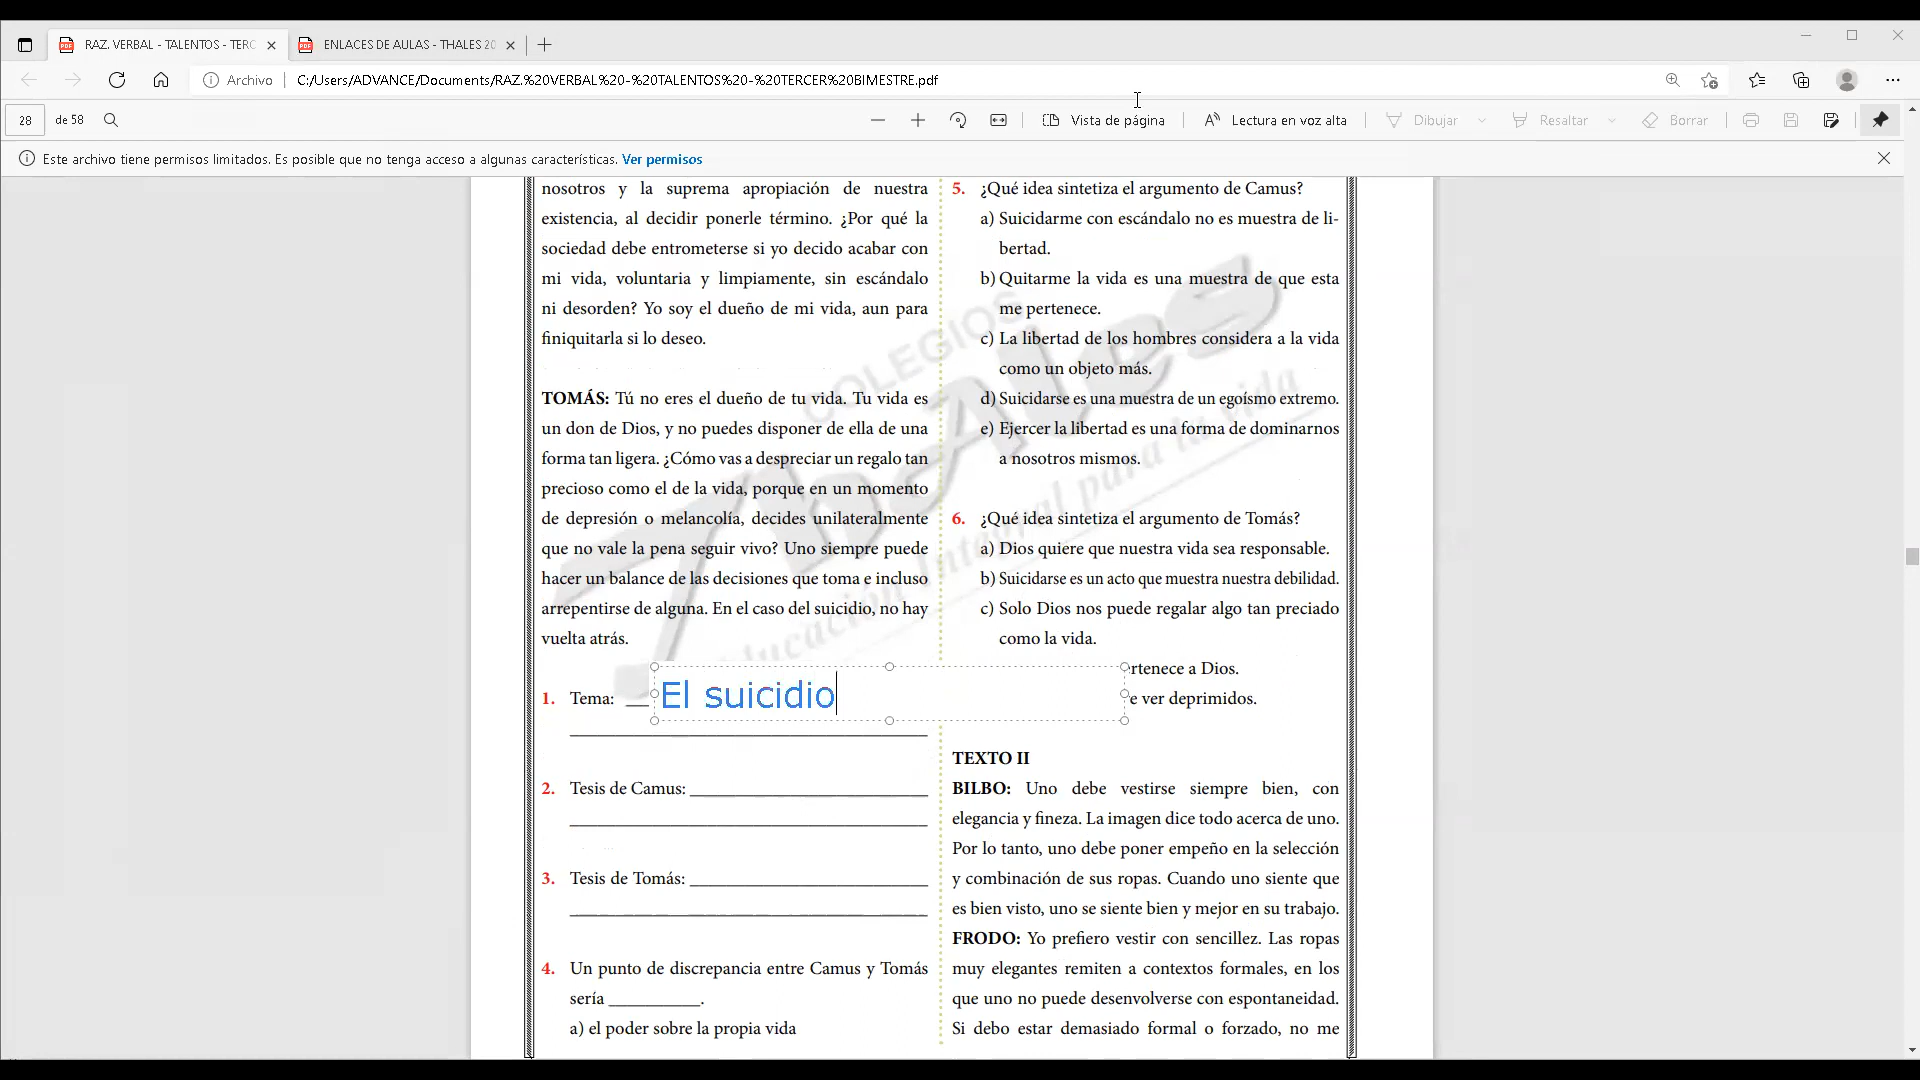 RAZ. VERBAL - TALENTOS - TERC
ENLACES DE AULAS - THALES 20
Archivo
C:/Users/ADVANCE/Documents/RAZ.%20VERBAL%20-%20TALENTOS%20-%20TERCER%20BIMESTRE.pdf
28
de 58
Vista de página
Lectura en voz alta
Dibujar
Resaltar
Borrar
Este archivo tiene permisos limitados. Es posible que no tenga acceso a algunas características. Ver permisos
nosotros y la suprema apropiación de nuestra
existencia, al decidir ponerle término. ¿Por qué la
sociedad debe entrometerse si yo decido acabar con
mi vida, voluntaria y limpiamente, sin escándalo
ni desorden? Yo soy el dueño de mi vida, aun para
finiquitarla si lo deseo.
TOMÁS: Tú no eres el dueño de tu vida. Tu vida es
un don de Dios, y no puedes disponer de ella de una
forma tan ligera. ¿Cómo vas a despreciar un regalo tan
precioso como el de la vida, porque en un momento
de depresión o melancolía, decides unilateralmente
que no vale la pena seguir vivo? Uno siempre puede
hacer un balance de las decisiones que toma e incluso
arrepentirse de alguna. En el caso del suicidio, no hay
vuelta atrás.
1. Tema: __ El suicidio
2. Tesis de Camus: ____
3. Tesis de Tomás: ____
4. Un punto de discrepancia entre Camus y Tomás
sería __________.
a) el poder sobre la propia vida
5. ¿Qué idea sintetiza el argumento de Camus?
a) Suicidarme con escándalo no es muestra de li-
bertad.
b) Quitarme la vida es una muestra de que esta
me pertenece.
c) La libertad de los hombres considera a la vida
como un objeto más.
d) Suicidarse es una muestra de un egoísmo extremo.
e) Ejercer la libertad es una forma de dominarnos
a nosotros mismos.
6. ¿Qué idea sintetiza el argumento de Tomás?
a) Dios quiere que nuestra vida sea responsable.
b) Suicidarse es un acto que muestra nuestra debilidad.
c) Solo Dios nos puede regalar algo tan preciado
como la vida.
rtenece a Dios.
e ver deprimidos.
TEXTO II
BILBO: Uno debe vestirse siempre bien, con
elegancia y fineza. La imagen dice todo acerca de uno.
Por lo tanto, uno debe poner empeño en la selección
y combinación de sus ropas. Cuando uno siente que
es bien visto, uno se siente bien y mejor en su trabajo.
FRODO: Yo prefiero vestir con sencillez. Las ropas
muy elegantes remiten a contextos formales, en los
que uno no puede desenvolverse con espontaneidad.
Si debo estar demasiado formal o forzado, no me
COLEGIOS
Thales
Educación Integral para tu vida